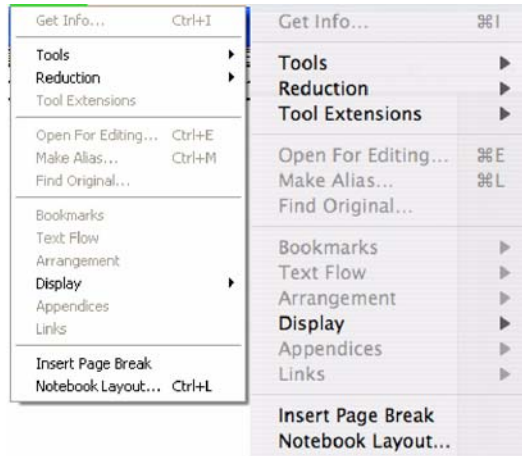 Get Info... Ctrl+I
Tools
Reduction
Tool Extensions
Open For Editing... Ctrl+E
Make Alias... Ctrl+M
Find Original...
Bookmarks
Text Flow
Arrangement
Display
Appendices
Links
Insert Page Break
Notebook Layout... Ctrl+L
Get Info... ⌘I
Tools
Reduction
Tool Extensions
Open For Editing... ⌘E
Make Alias... ⌘L
Find Original...
Bookmarks
Text Flow
Arrangement
Display
Appendices
Links
Insert Page Break
Notebook Layout...